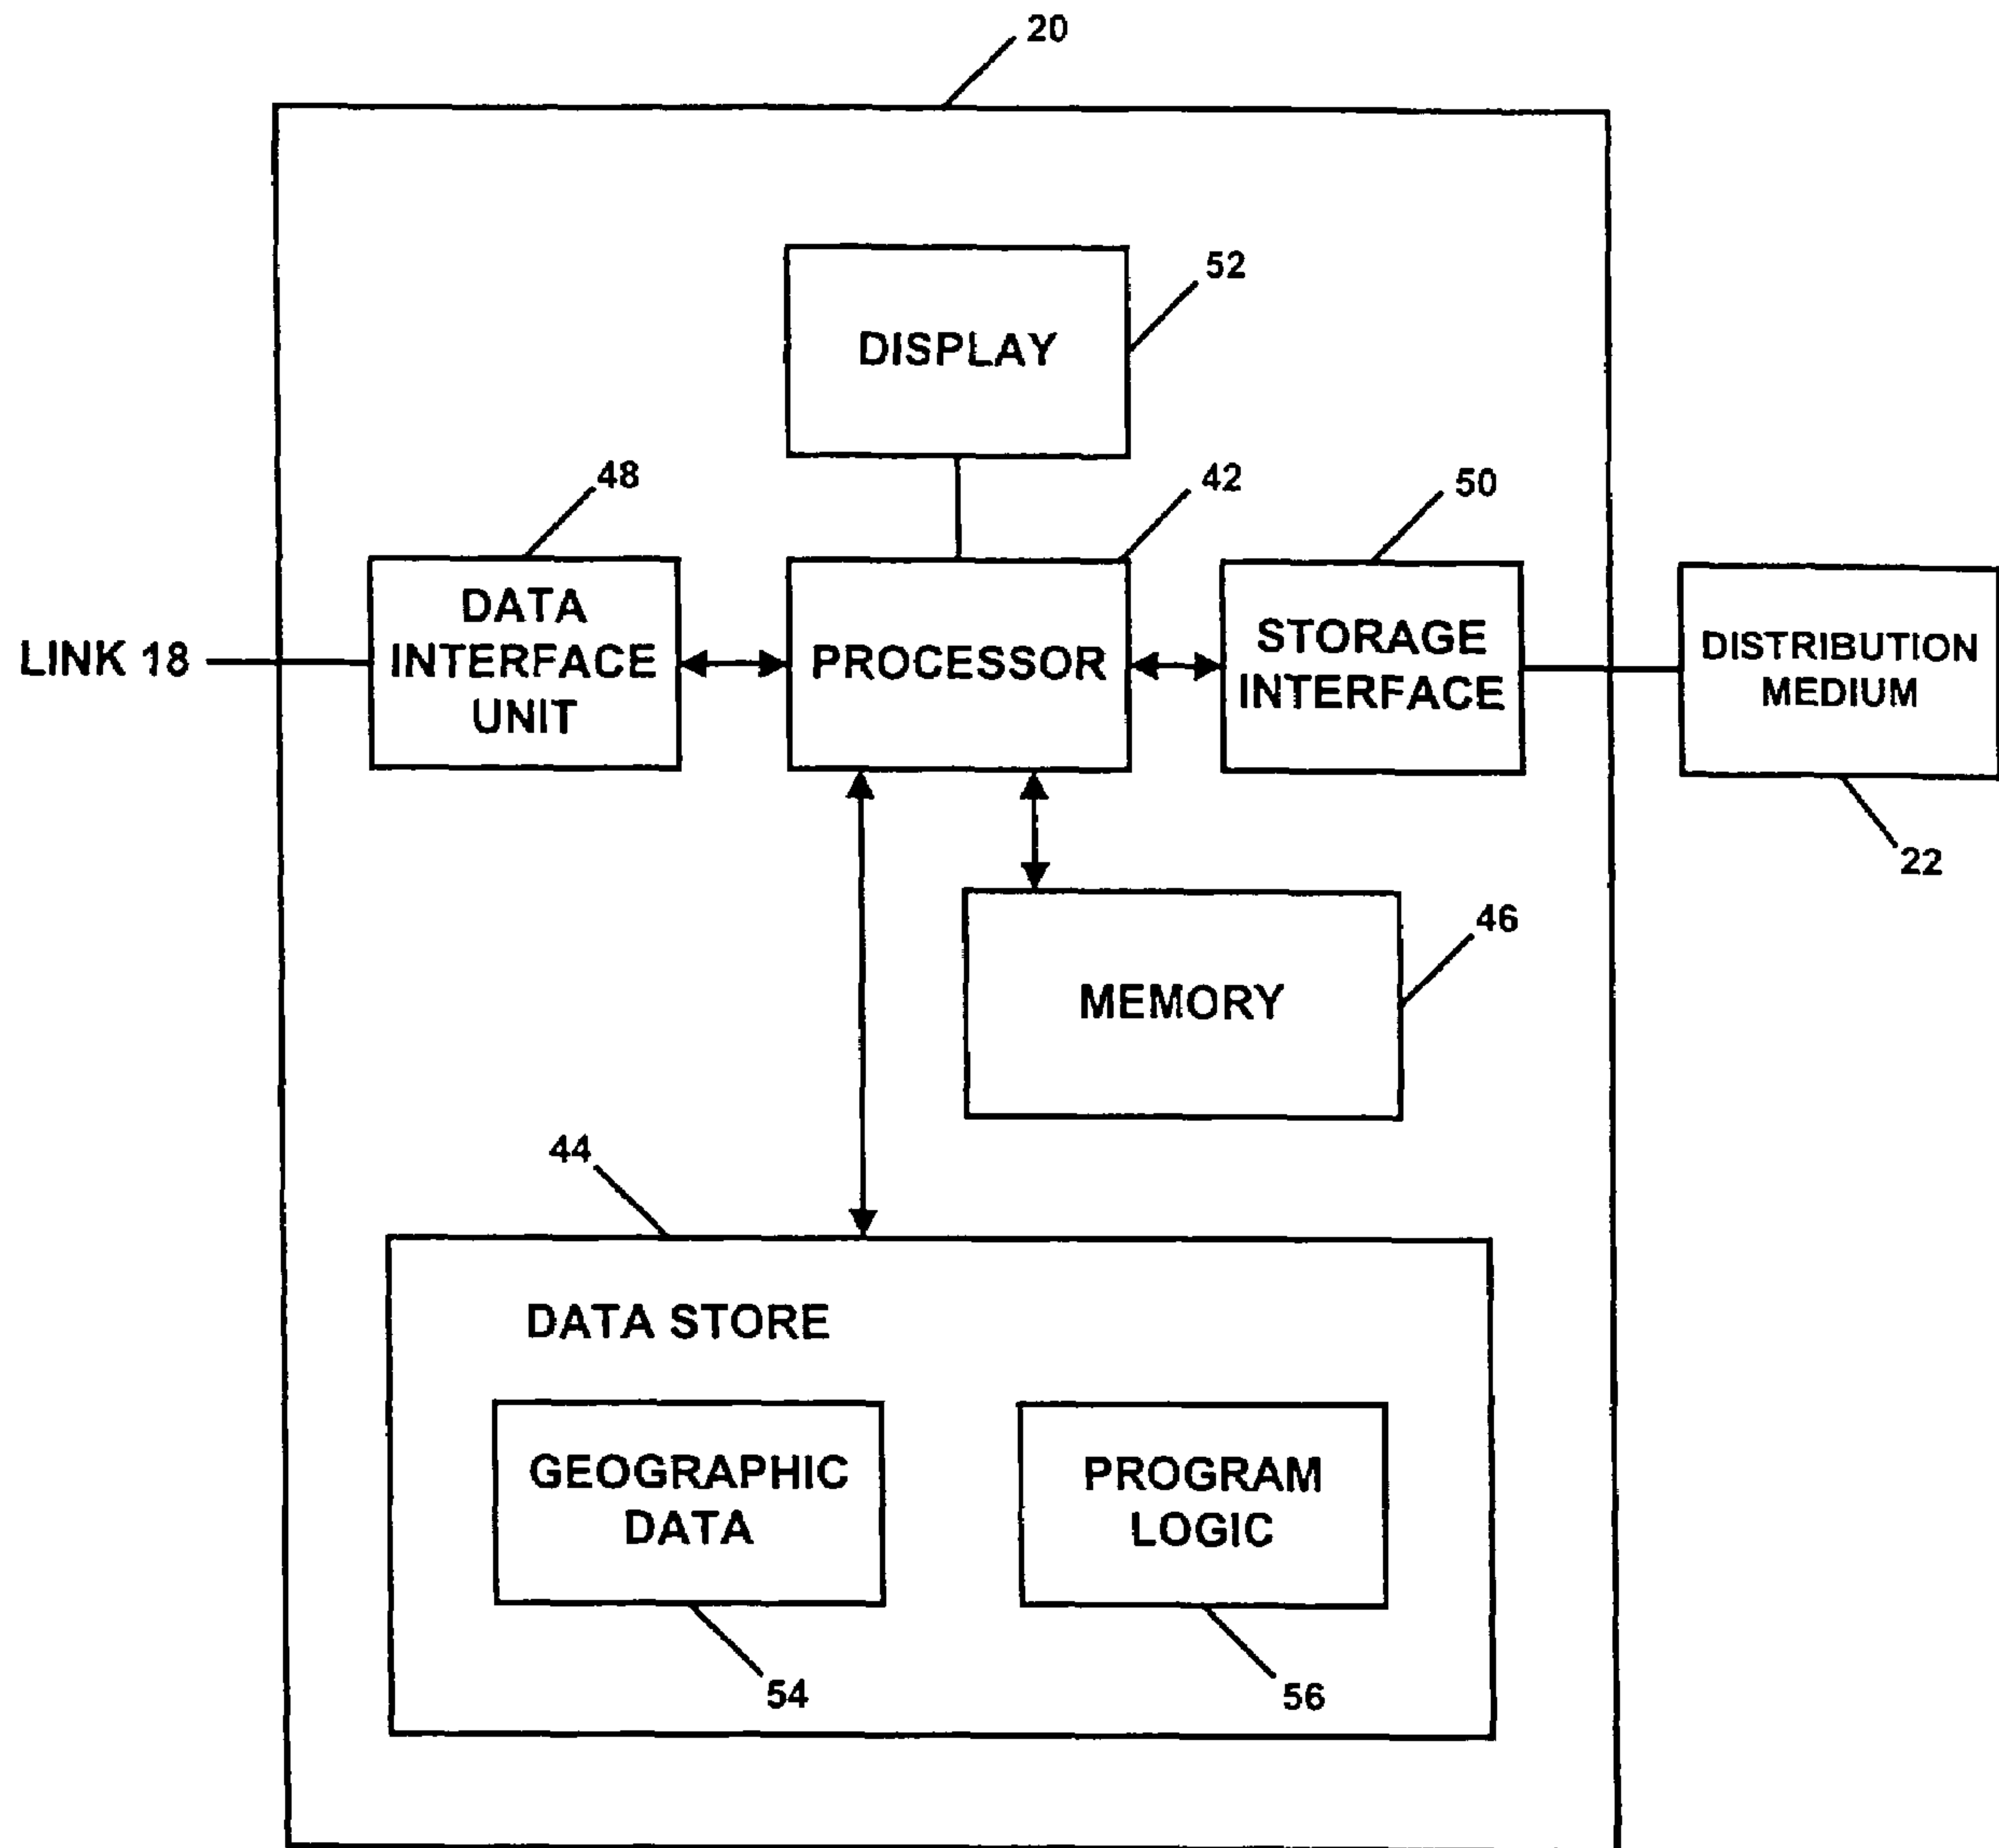 20
52
DISPLAY
48
42
50
DATA
INTERFACE
UNIT
LINK 18
PROCESSOR
STORAGE
INTERFACE
DISTRIBUTION
MEDIUM
22
46
MEMORY
44
DATA STORE
GEOGRAPHIC
DATA
PROGRAM
LOGIC
54
56